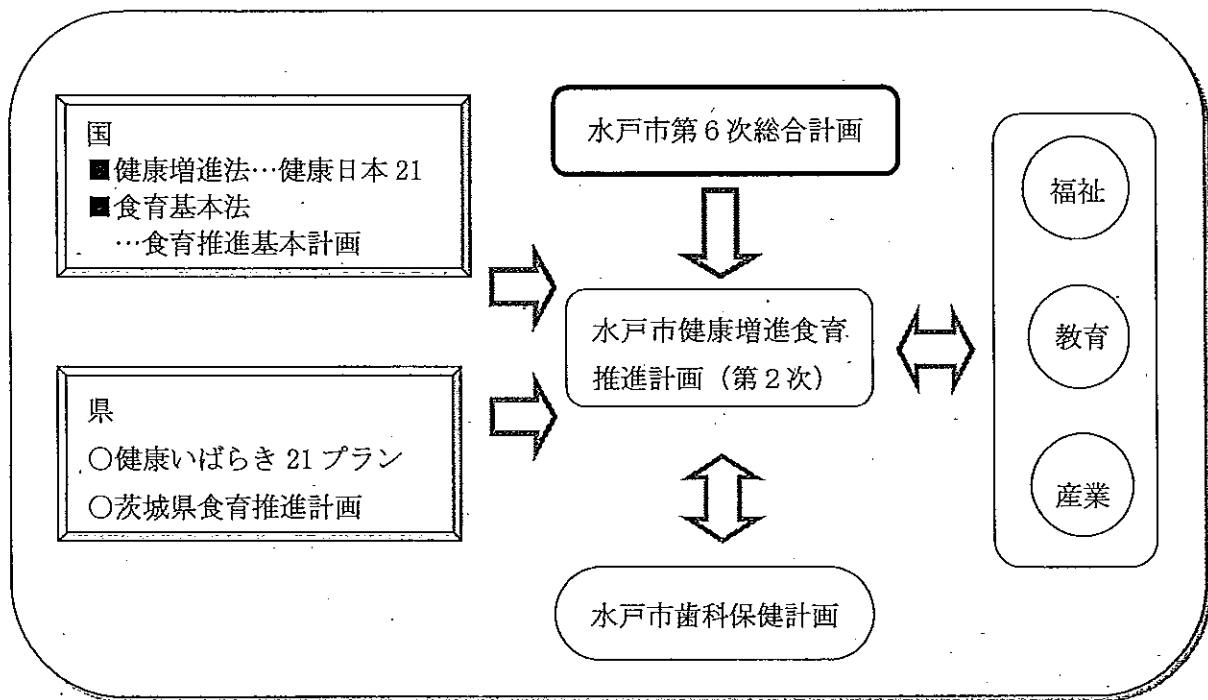 国
■健康増進法…健康日本21
■食育基本法
…食育推進基本計画
県
○健康いばらき21プラン
○茨城県食育推進計画
水戸市第6次総合計画
水戸市健康増進食育
推進計画（第2次）
水戸市歯科保健計画
福祉
教育
産業